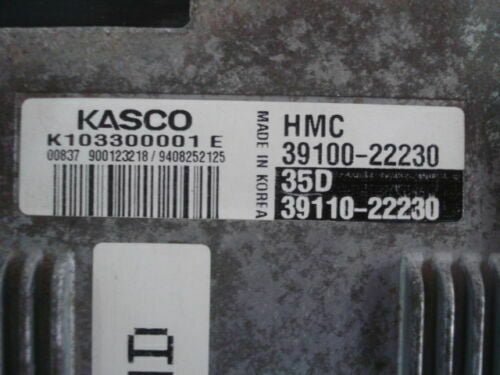 KASCO
K103300001 E
00837 900123218 / 9408252125
MADE IN KOREA
HMC
39100-22230
35D
39110-22230